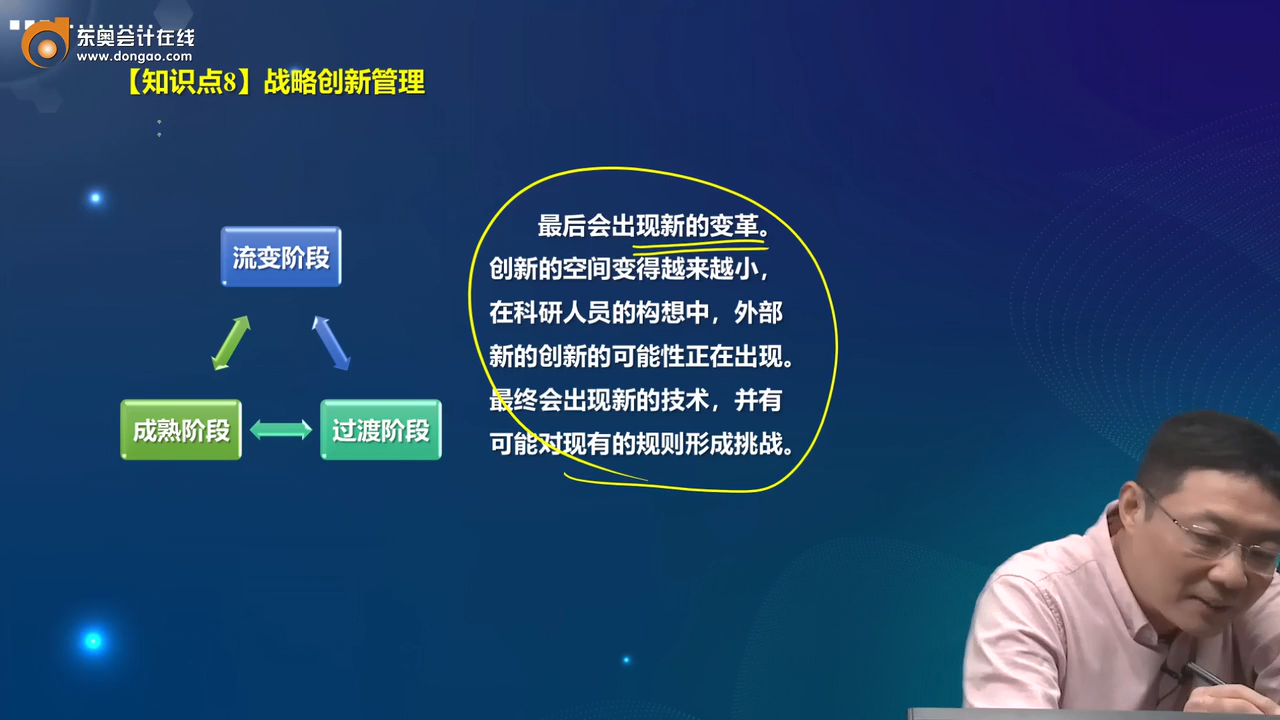 东奥会计在线
www.dongao.com
【知识点8】战略创新管理
流变阶段
成熟阶段
过渡阶段
最后会出现新的变革。
创新的空间变得越来越小，
在科研人员的构想中，外部
新的创新的可能性正在出现。
最终会出现新的技术，并有
可能对现有的规则形成挑战。